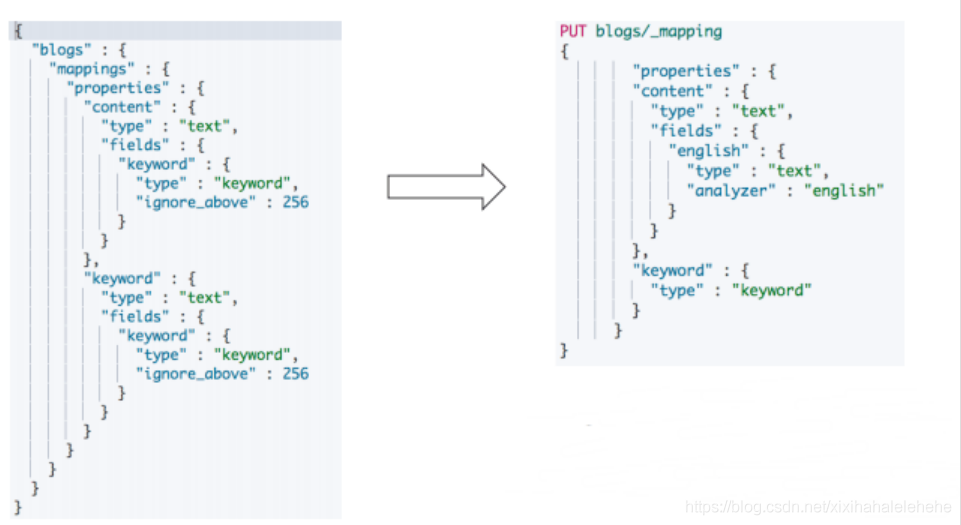 {
"blogs" : {
"mappings" : {
"properties" : {
"content" : {
"type" : "text",
"fields" : {
"keyword" : {
"type" : "keyword",
"ignore_above" : 256
}
}
},
"keyword" : {
"type" : "text",
"fields" : {
"keyword" : {
"type" : "keyword",
"ignore_above" : 256
}
}
}
}
}
}
}
PUT blogs/_mapping
{
"properties" : {
"content" : {
"type" : "text",
"fields" : {
"english" : {
"type" : "text",
"analyzer" : "english"
}
}
},
"keyword" : {
"type" : "keyword"
}
}
}
https://blog.csdn.net/xixihahalelehehe